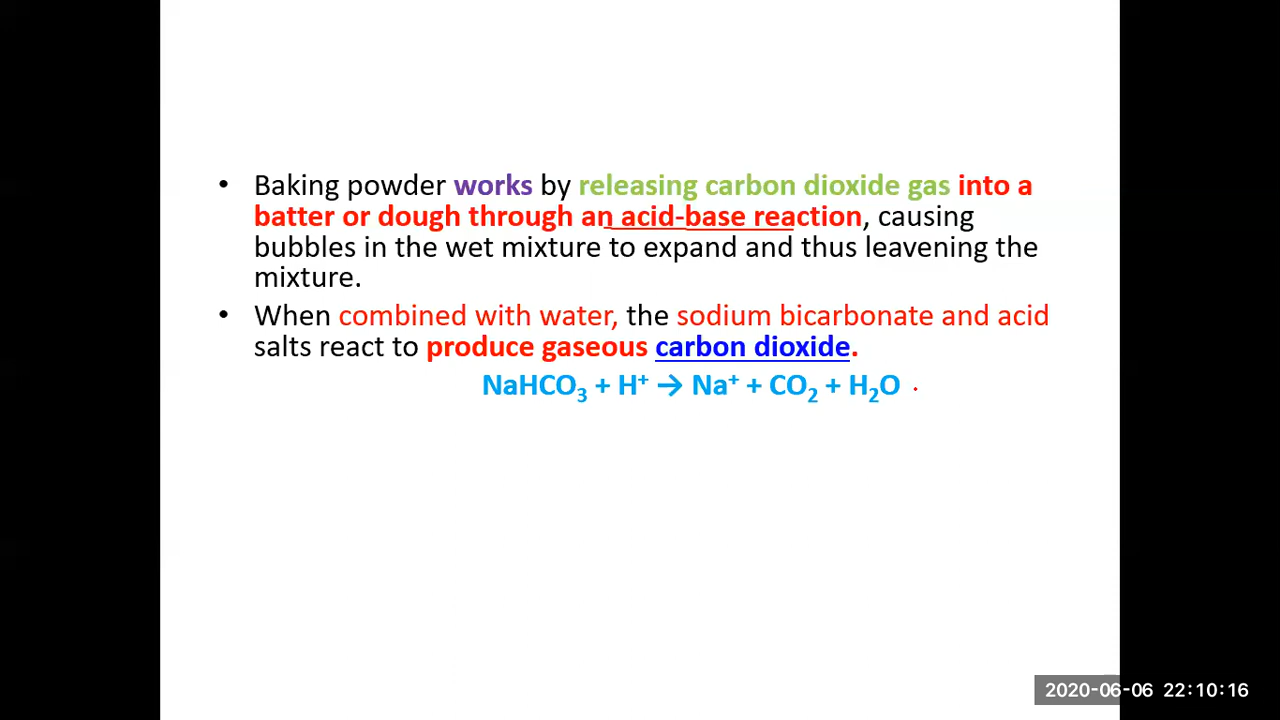 • Baking powder works by releasing carbon dioxide gas into a
batter or dough through an acid-base reaction, causing
bubbles in the wet mixture to expand and thus leavening the
mixture.
• When combined with water, the sodium bicarbonate and acid
salts react to produce gaseous carbon dioxide.
NaHCO₃ + H⁺ → Na⁺ + CO₂ + H₂O
2020-06-06 22:10:16